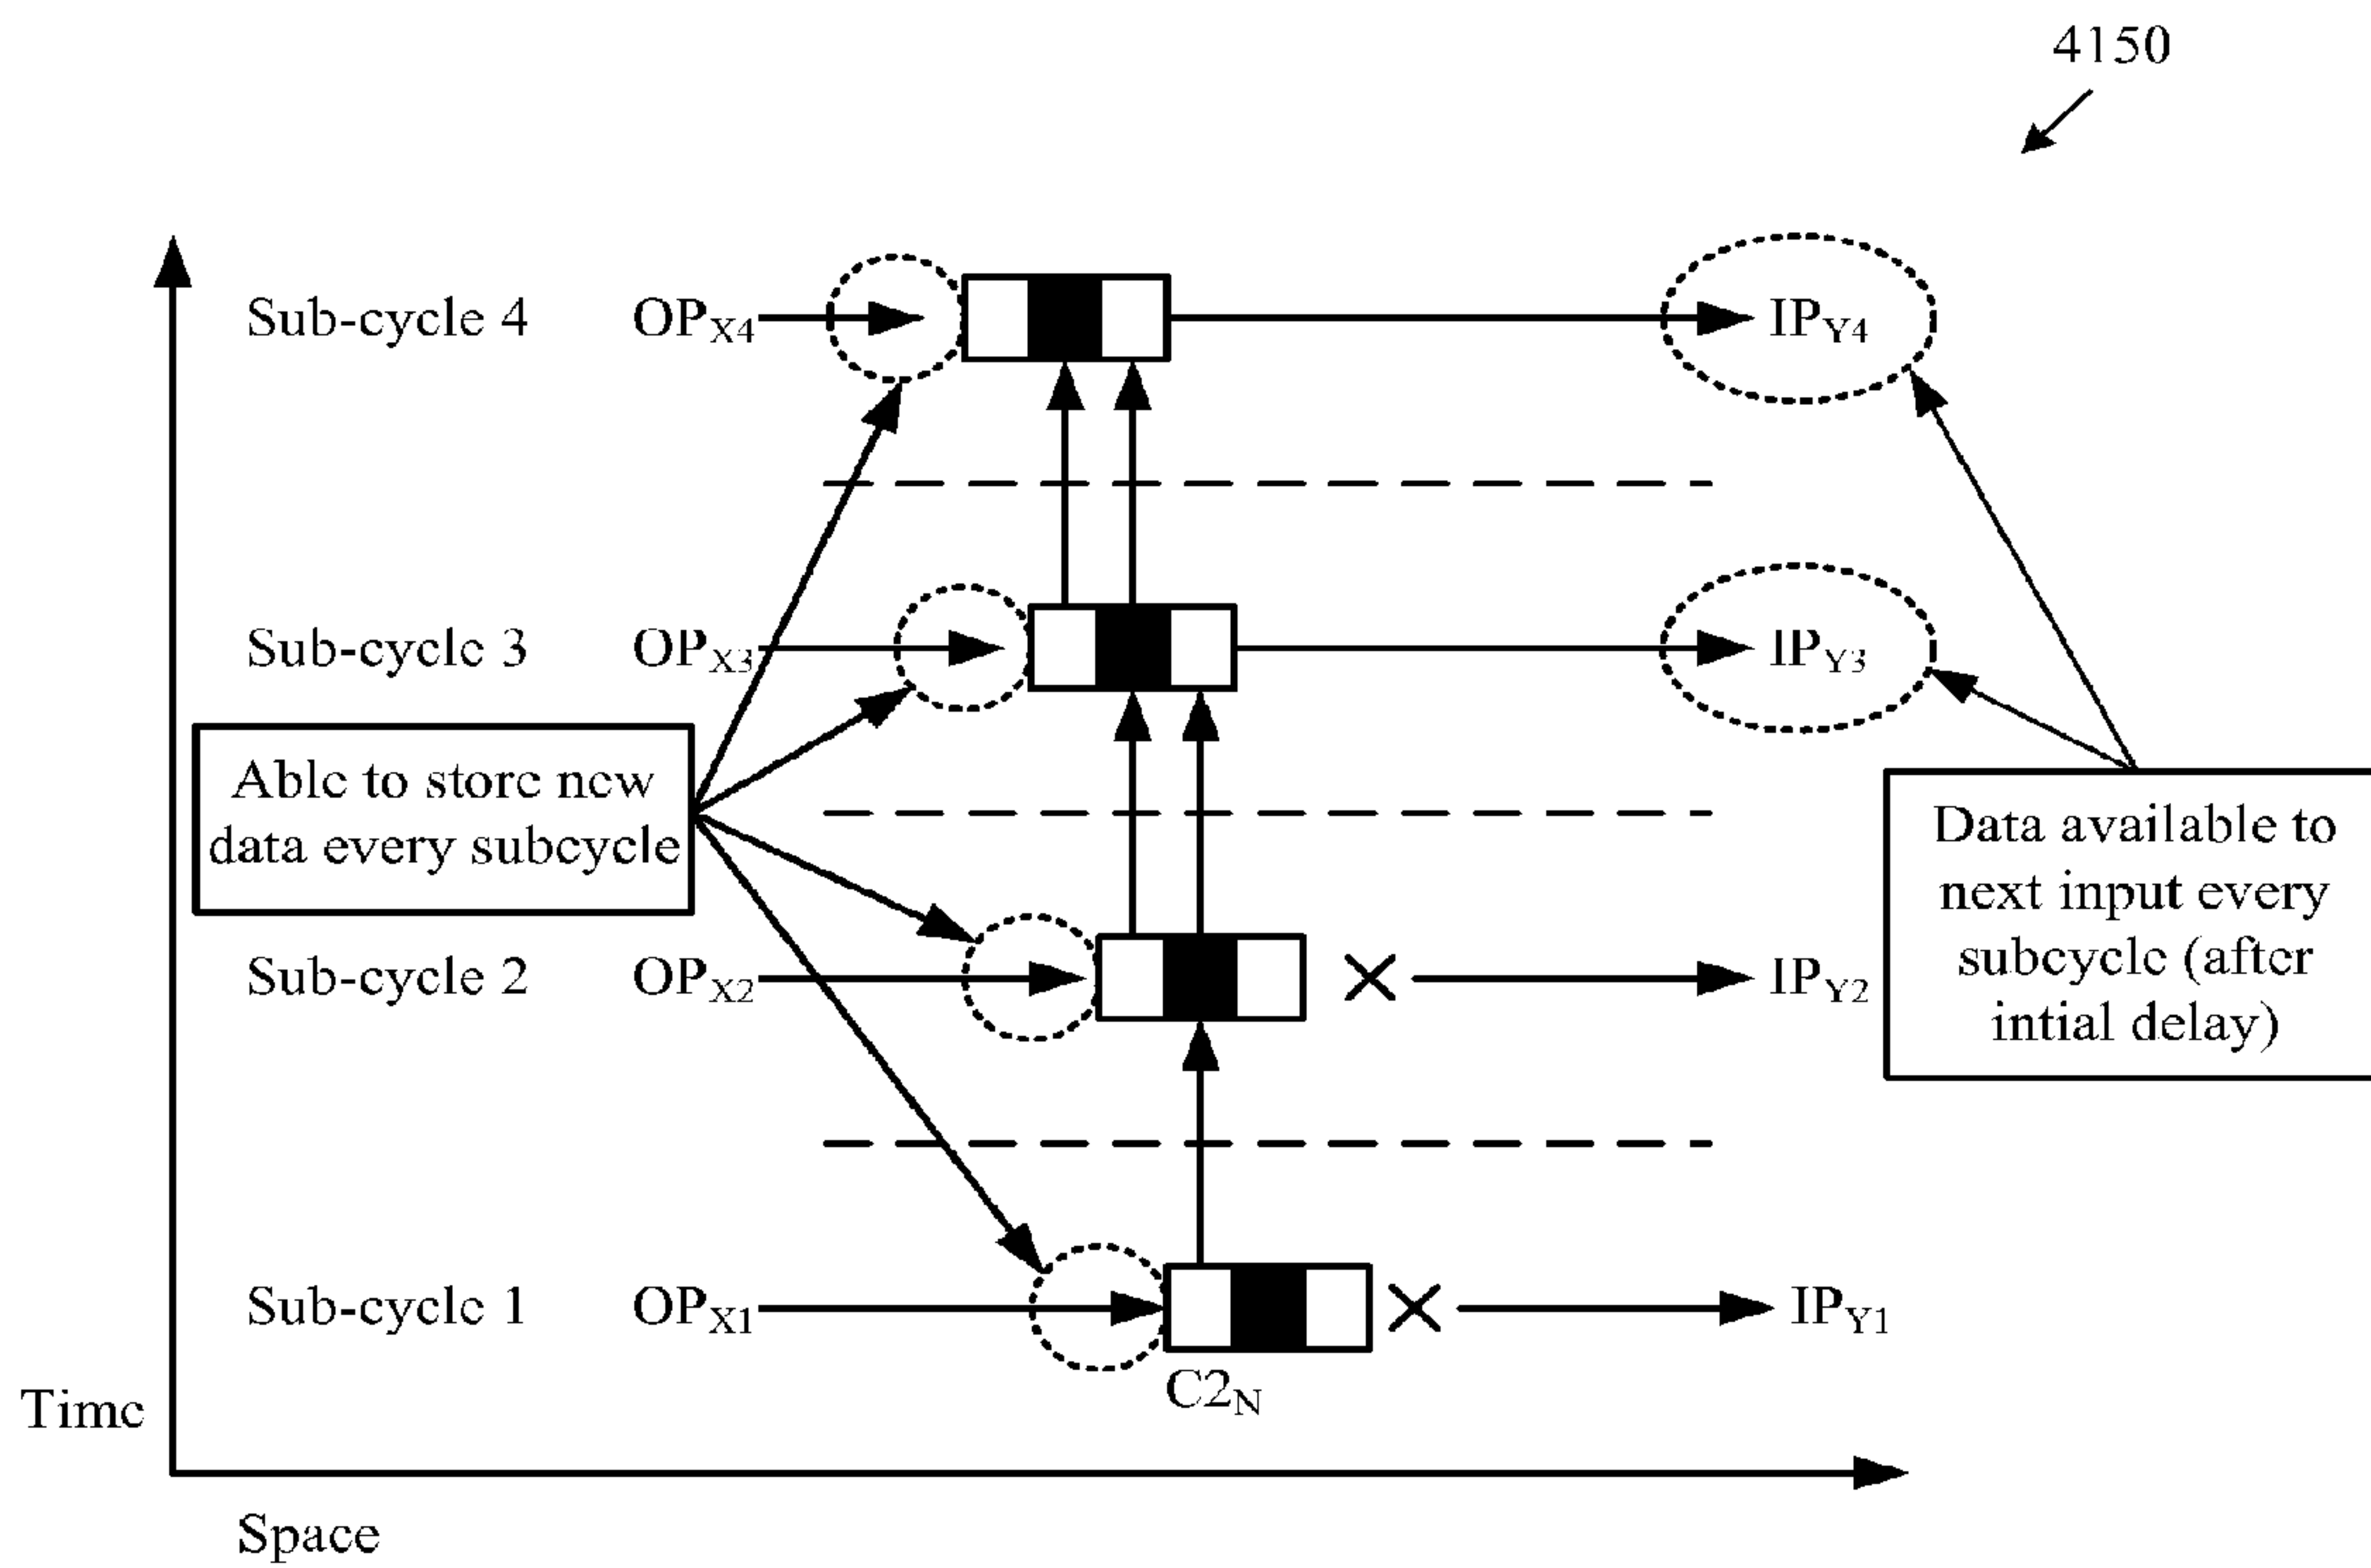 4150
Sub-cycle 4 OPX4 IPY4
Sub-cycle 3 OPX3 IPY3
Able to store new
data every subcycle
Data available to
next input every
subcycle (after
intial delay)
Sub-cycle 2 OPX2 IPY2
Sub-cycle 1 OPX1 IPY1
C2N
Time
Space